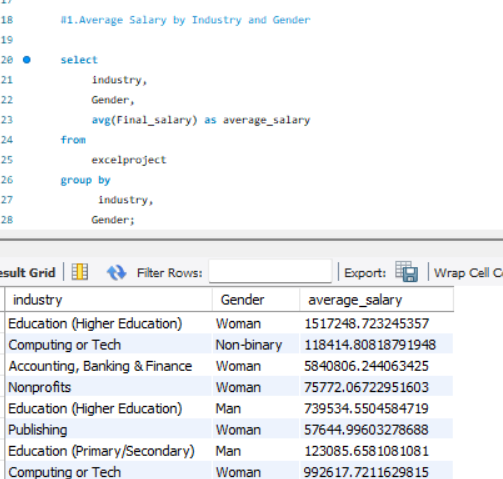 17
18 #1.Average Salary by Industry and Gender
19
20 select
21 industry,
22 Gender,
23 avg(Final_salary) as average_salary
24 from
25 excelproject
26 group by
27 industry,
28 Gender;
esult Grid Filter Rows: Export: Wrap Cell Co
industry Gender average_salary
Education (Higher Education) Woman 1517248.723245357
Computing or Tech Non-binary 118414.80818791948
Accounting, Banking & Finance Woman 5840806.244063425
Nonprofits Woman 75772.06722951603
Education (Higher Education) Man 739534.5504584719
Publishing Woman 57644.99603278688
Education (Primary/Secondary) Man 123085.6581081081
Computing or Tech Woman 992617.7211629815